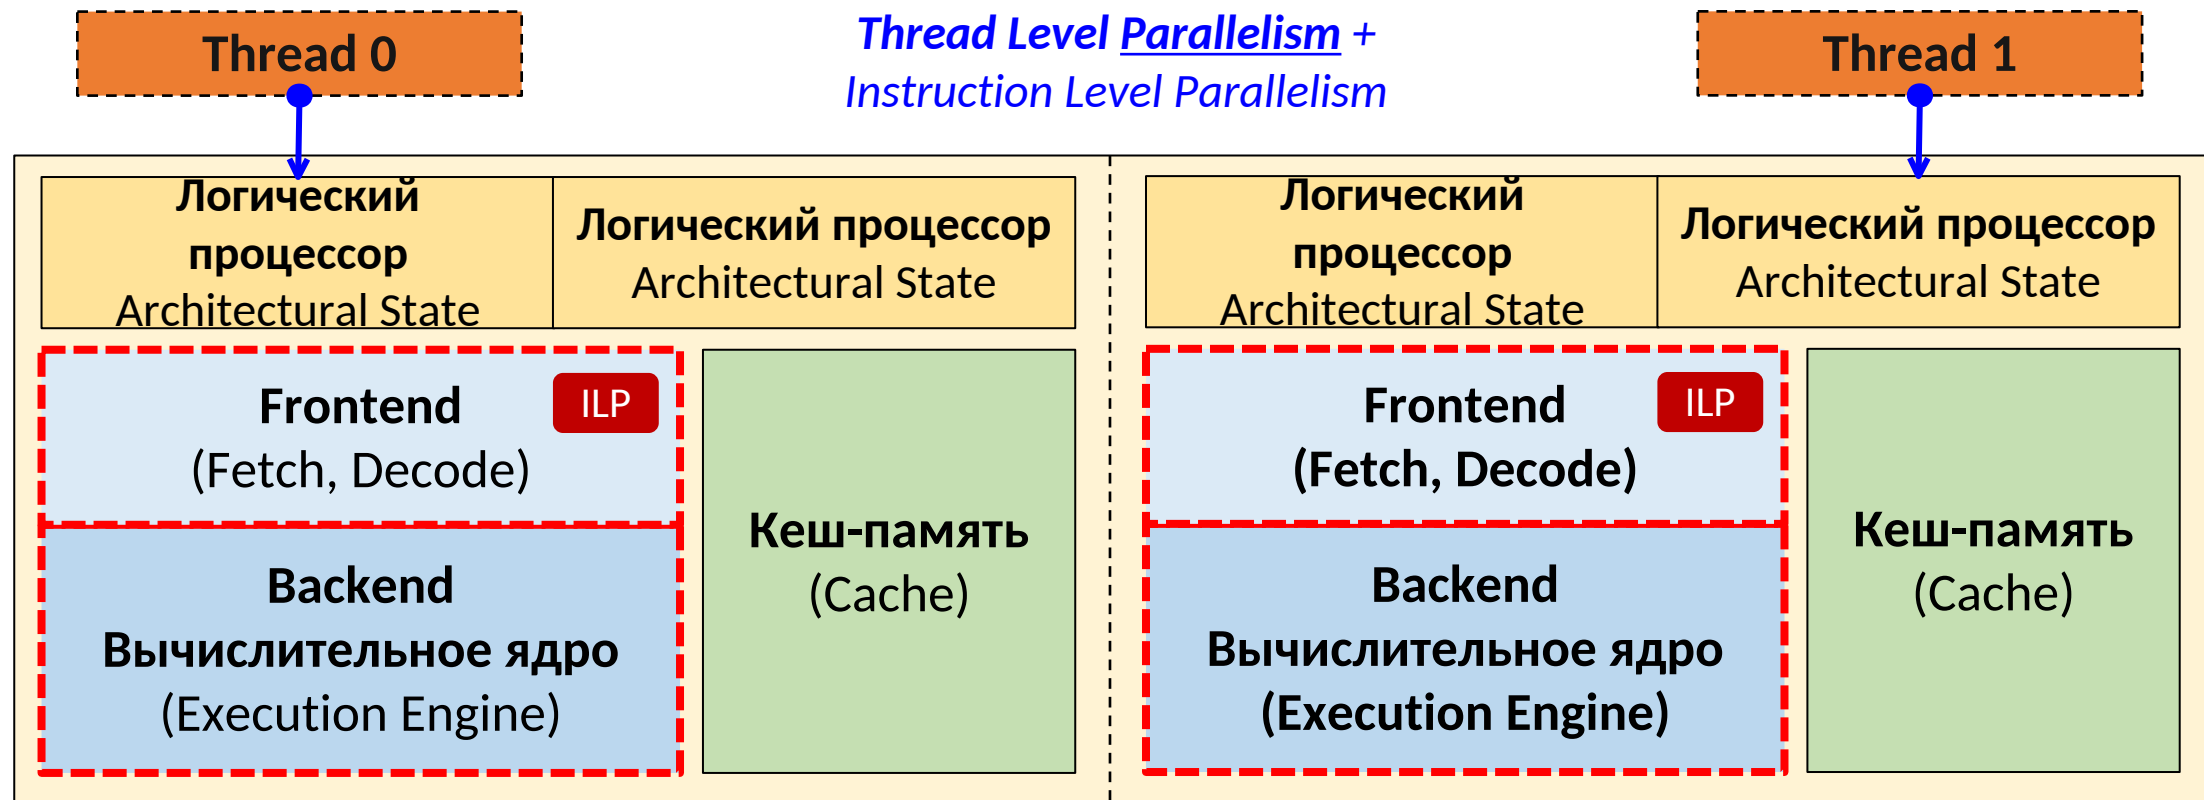 Thread 0
Thread Level Parallelism +
Instruction Level Parallelism
Thread 1
Логический
процессор
Architectural State
Логический процессор
Architectural State
Логический
процессор
Architectural State
Логический процессор
Architectural State
Frontend
(Fetch, Decode)
ILP
Backend
Вычислительное ядро
(Execution Engine)
Кеш-память
(Cache)
Frontend
(Fetch, Decode)
ILP
Backend
Вычислительное ядро
(Execution Engine)
Кеш-память
(Cache)